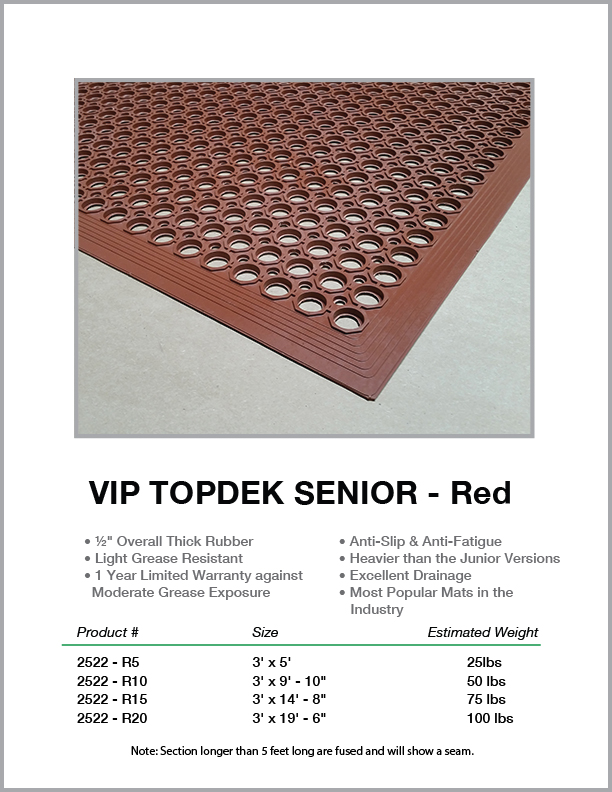 VIP TOPDEK SENIOR - Red
• ½" Overall Thick Rubber
• Light Grease Resistant
• 1 Year Limited Warranty against
Moderate Grease Exposure
• Anti-Slip & Anti-Fatigue
• Heavier than the Junior Versions
• Excellent Drainage
• Most Popular Mats in the
Industry
Product # Size Estimated Weight
2522 - R5 3' x 5' 25lbs
2522 - R10 3' x 9' - 10" 50 lbs
2522 - R15 3' x 14' - 8" 75 lbs
2522 - R20 3' x 19' - 6" 100 lbs
Note: Section longer than 5 feet long are fused and will show a seam.